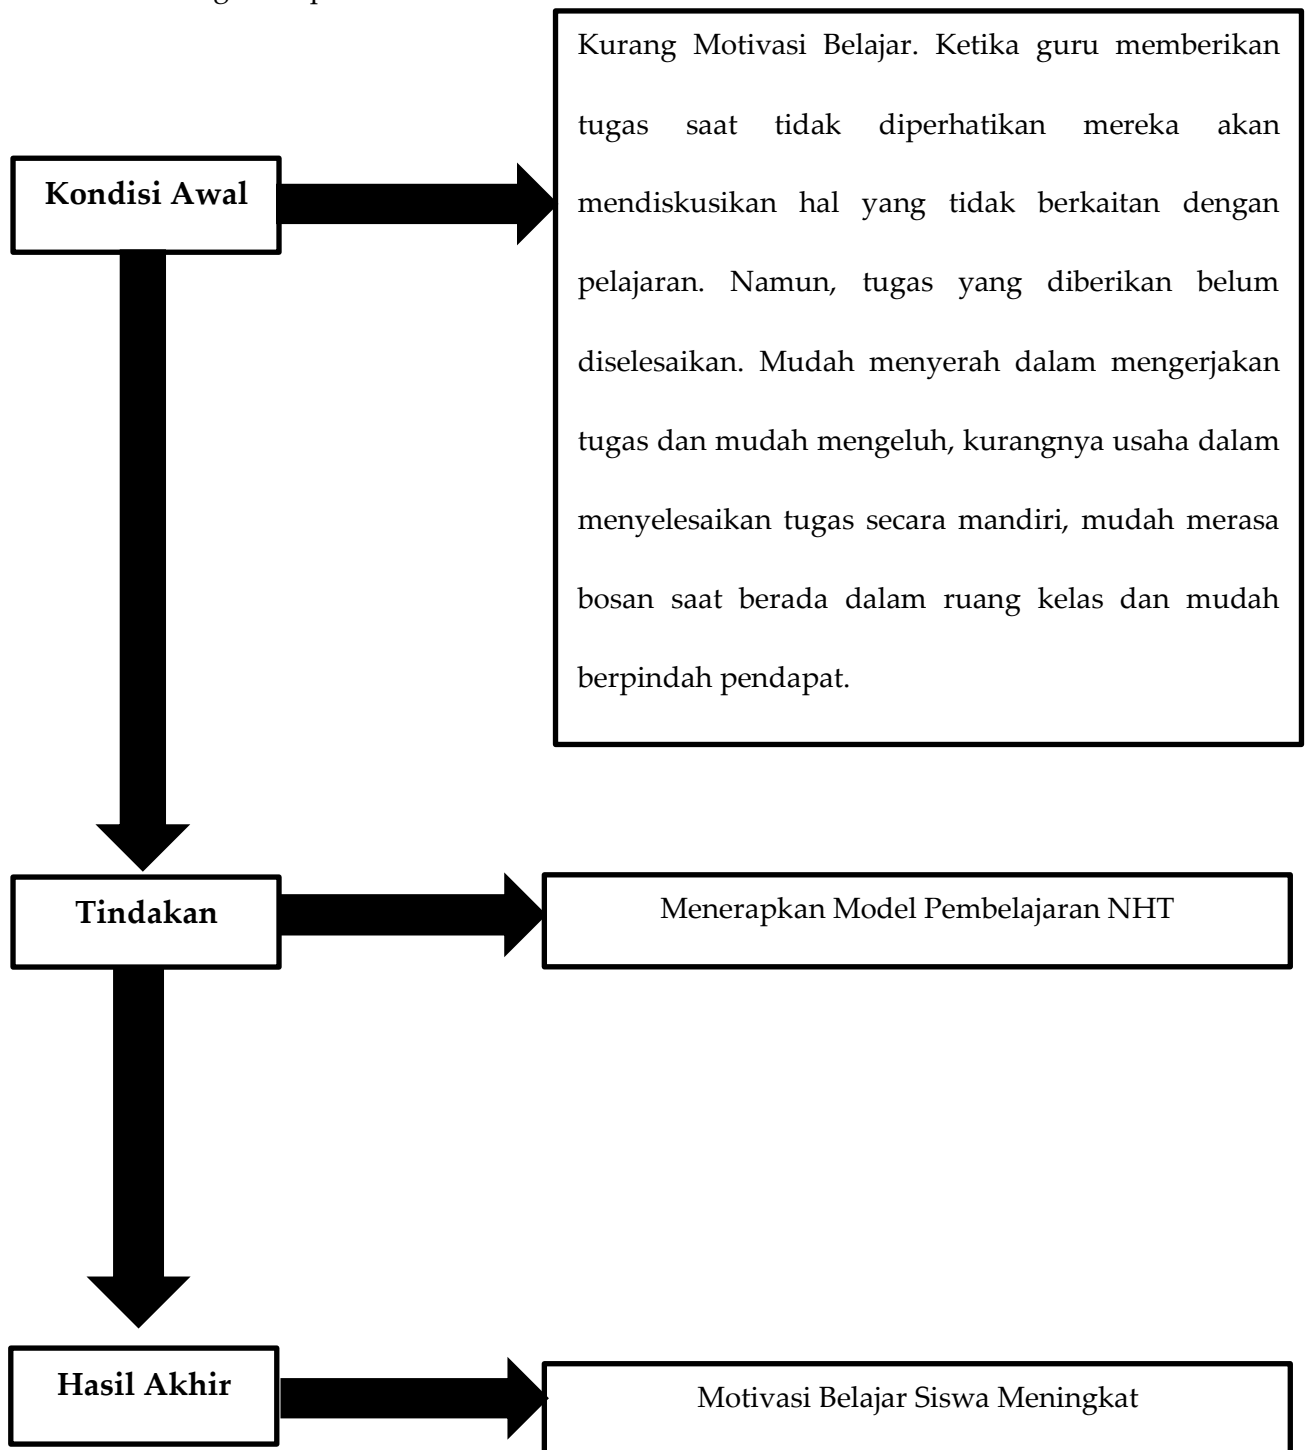 Kondisi Awal
Kurang Motivasi Belajar. Ketika guru memberikan
tugas saat tidak diperhatikan mereka akan
mendiskusikan hal yang tidak berkaitan dengan
pelajaran. Namun, tugas yang diberikan belum
diselesaikan. Mudah menyerah dalam mengerjakan
tugas dan mudah mengeluh, kurangnya usaha dalam
menyelesaikan tugas secara mandiri, mudah merasa
bosan saat berada dalam ruang kelas dan mudah
berpindah pendapat.
Tindakan
Menerapkan Model Pembelajaran NHT
Hasil Akhir
Motivasi Belajar Siswa Meningkat